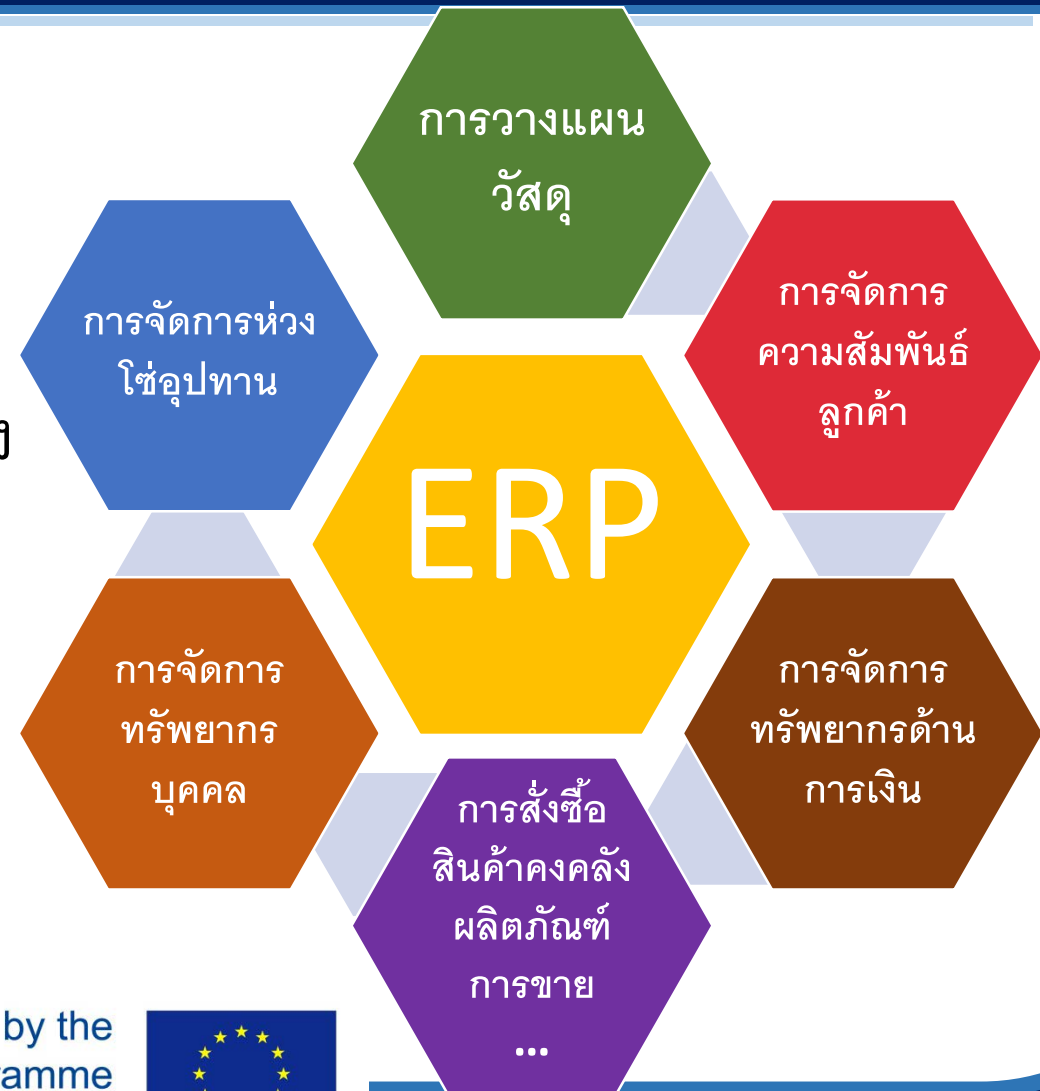 การวางแผน
วัสดุ
การจัดการห่วง
โซ่อุปทาน
การจัดการ
ความสัมพันธ์
ลูกค้า
ERP
การจัดการ
ทรัพยากร
บุคคล
การจัดการ
ทรัพยากรด้าน
การเงิน
การสั่งซื้อ
สินค้าคงคลัง
ผลิตภัณฑ์
การขาย
...
by the